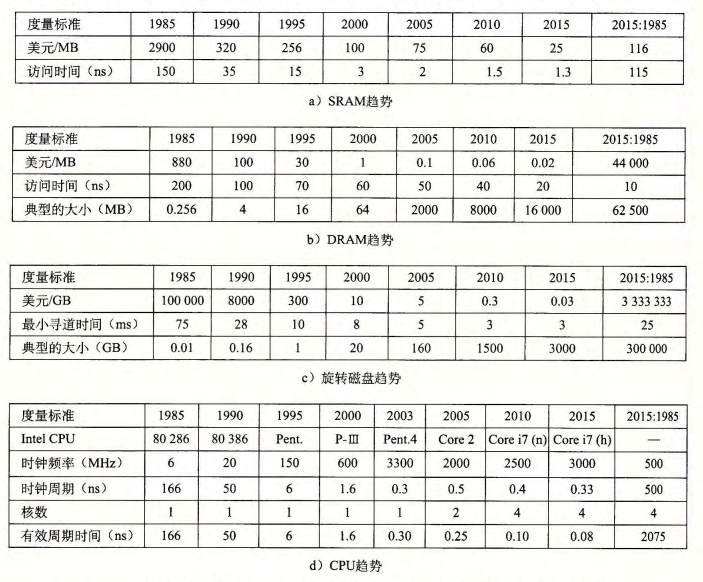 度量标准 1985 1990 1995 2000 2005 2010 2015 2015:1985
美元/MB 2900 320 256 100 75 60 25 116
访问时间（ns） 150 35 15 3 2 1.5 1.3 115
a）SRAM趋势
度量标准 1985 1990 1995 2000 2005 2010 2015 2015:1985
美元/MB 880 100 30 1 0.1 0.06 0.02 44 000
访问时间（ns） 200 100 70 60 50 40 20 10
典型的大小（MB） 0.256 4 16 64 2000 8000 16 000 62 500
b）DRAM趋势
度量标准 1985 1990 1995 2000 2005 2010 2015 2015:1985
美元/GB 100 000 8000 300 10 5 0.3 0.03 3 333 333
最小寻道时间（ms） 75 28 10 8 5 3 3 25
典型的大小（GB） 0.01 0.16 1 20 160 1500 3000 300 000
c）旋转磁盘趋势
度量标准 1985 1990 1995 2000 2003 2005 2010 2015 2015:1985
Intel CPU 80 286 80 386 Pent. P-Ⅲ Pent.4 Core 2 Core i7 (n) Core i7 (h) —
时钟频率（MHz） 6 20 150 600 3300 2000 2500 3000 500
时钟周期（ns） 166 50 6 1.6 0.3 0.5 0.4 0.33 500
核数 1 1 1 1 1 2 4 4 4
有效周期时间（ns） 166 50 6 1.6 0.30 0.25 0.10 0.08 2075
d）CPU趋势